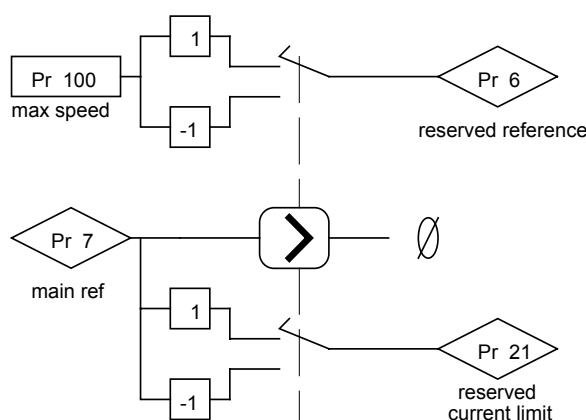 1
Pr 100
Pr 6
max speed
-1
reserved reference
Pr 7
>
0
main ref
1
Pr 21
-1
reserved
current limit